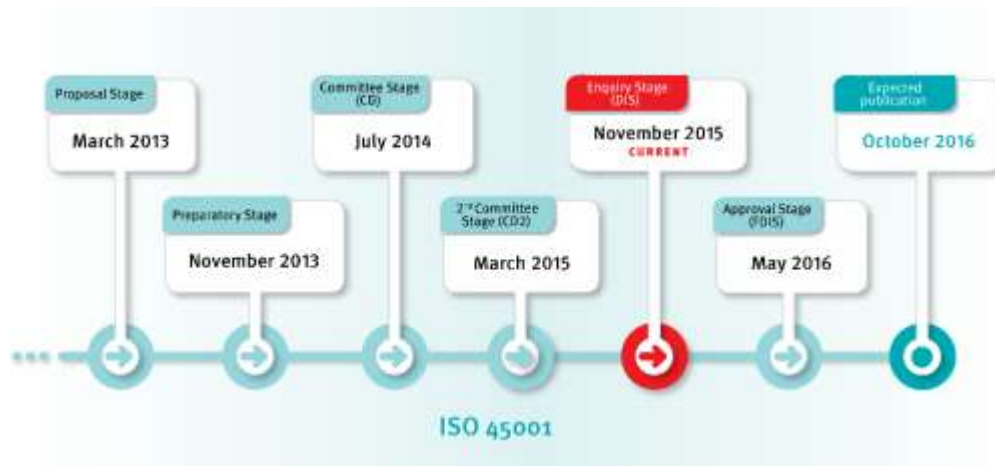 Proposal Stage
March 2013
Preparatory Stage
November 2013
Committee Stage
(CD)
July 2014
2nd Committee
Stage (CD2)
March 2015
Enquiry Stage
(DIS)
November 2015
CURRENT
Approval Stage
(FDIS)
May 2016
Expected
publication
October 2016
ISO 45001